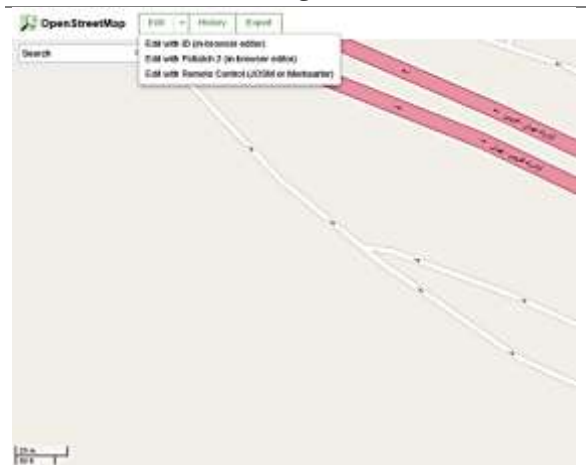 OpenStreetMap
Edit
History
Export
Search
Edit with iD (in-browser editor)
Edit with Potlatch 2 (in-browser editor)
Edit with Remote Control (JOSM or Merkaartor)